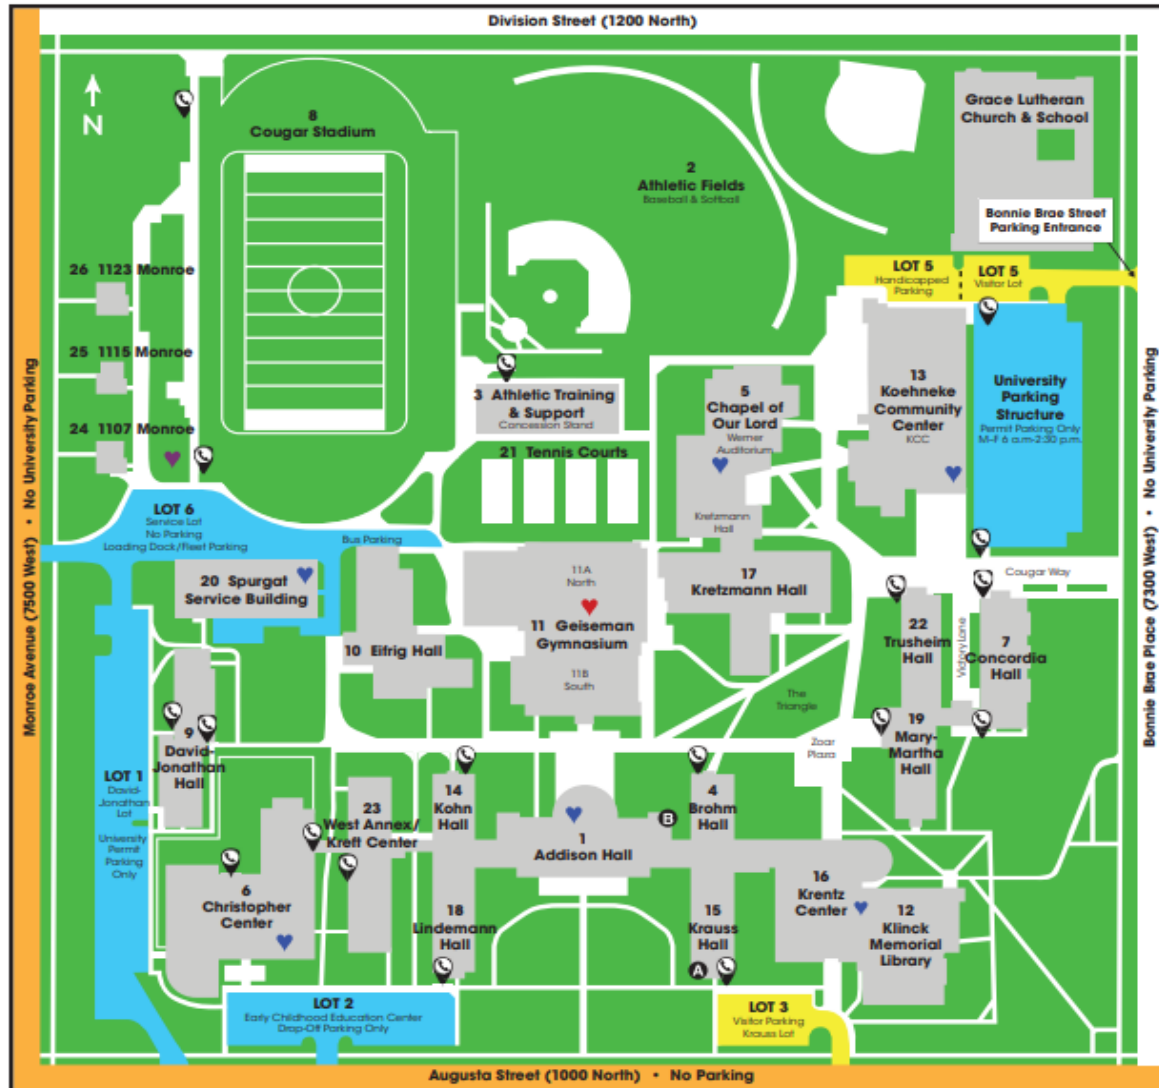 Division Street (1200 North)
N
8
Cougar Stadium
2
Athletic Fields
Baseball & Softball
Grace Lutheran
Church & School
Bonnie Brae Street
Parking Entrance
LOT 5
Handicapped
Parking
LOT 5
Visitor Lot
26 1123 Monroe
25 1115 Monroe
24 1107 Monroe
3 Athletic Training
& Support
Concession Stand
21 Tennis Courts
5
Chapel of
Our Lord
Werner
Auditorium
Kretzmann
Hall
13
Koehneke
Community
Center
KCC
University
Parking
Structure
Permit Parking Only
M-F 6 a.m-2:30 p.m.
LOT 6
Service Lot
No Parking
Loading Dock/Fleet Parking
Bus Parking
20 Spurgat
Service Building
10 Eifrig Hall
11A
North
11 Geiseman
Gymnasium
11B
South
17
Kretzmann Hall
Cougar Way
22
Trusheim
Hall
Victory Lane
7
Concordia
Hall
The
Triangle
Zoar
Plaza
19
Mary-
Martha
Hall
9
David-
Jonathan
Hall
LOT 1
David-
Jonathan
Lot
University
Permit
Parking
Only
23
West Annex/
Kreft Center
14
Kohn
Hall
1
Addison Hall
B
4
Brohm
Hall
6
Christopher
Center
18
Lindemann
Hall
15
Krauss
Hall
A
16
Krentz
Center
12
Klinck
Memorial
Library
LOT 2
Early Childhood Education Center
Drop-Off Parking Only
LOT 3
Visitor Parking
Krauss Lot
Monroe Avenue (7500 West) • No University Parking
Bonnie Brae Place (7300 West) • No University Parking
Augusta Street (1000 North) • No Parking